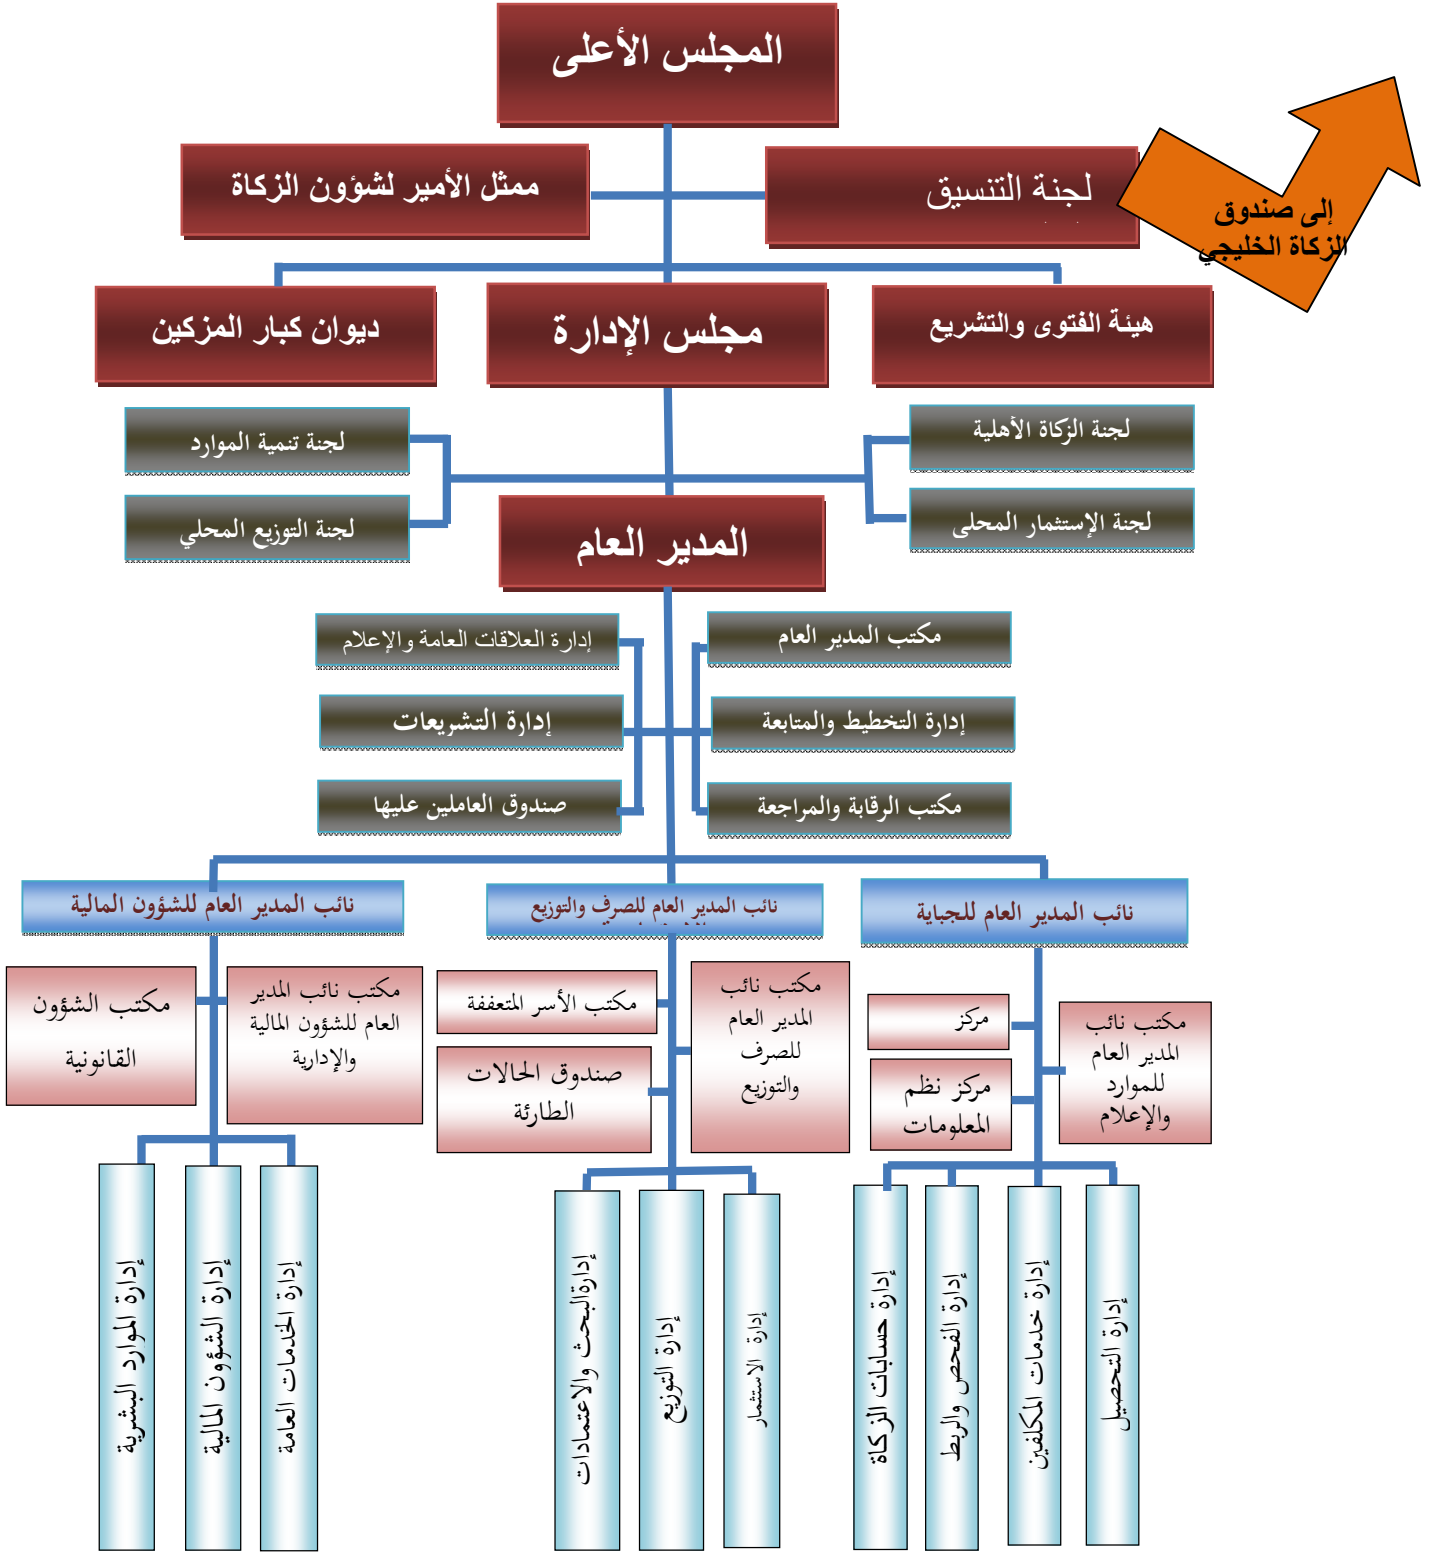 المجلس الأعلى
لجنة التنسيق
ممثل الأمير لشؤون الزكاة
إلى صندوق
الزكاة الخليجي
هيئة الفتوى والتشريع
مجلس الإدارة
ديوان كبار المزكين
لجنة الزكاة الأهلية
لجنة تنمية الموارد
لجنة الإستثمار المحلى
لجنة التوزيع المحلي
المدير العام
مكتب المدير العام
إدارة العلاقات العامة والإعلام
إدارة التخطيط والمتابعة
إدارة التشريعات
مكتب الرقابة والمراجعة
صندوق العاملين عليها
نائب المدير العام للجباية
نائب المدير العام للصرف والتوزيع
نائب المدير العام للشؤون المالية
مكتب نائب
المدير العام
للموارد
والإعلام
مركز
مركز نظم
المعلومات
مكتب نائب
المدير العام
للصرف
والتوزيع
مكتب الأسر المتعففة
صندوق الحالات
الطارئة
مكتب نائب المدير
العام للشؤون المالية
والإدارية
مكتب الشؤون
القانونية
إدارة التحصيل
إدارة خدمات المكلفين
إدارة الفحص والربط
إدارة حسابات الزكاة
إدارة الاستثمار
إدارة التوزيع
إدارةالبحث والاعتمادات
إدارة الخدمات العامة
إدارة الشؤون المالية
إدارة الموارد البشرية